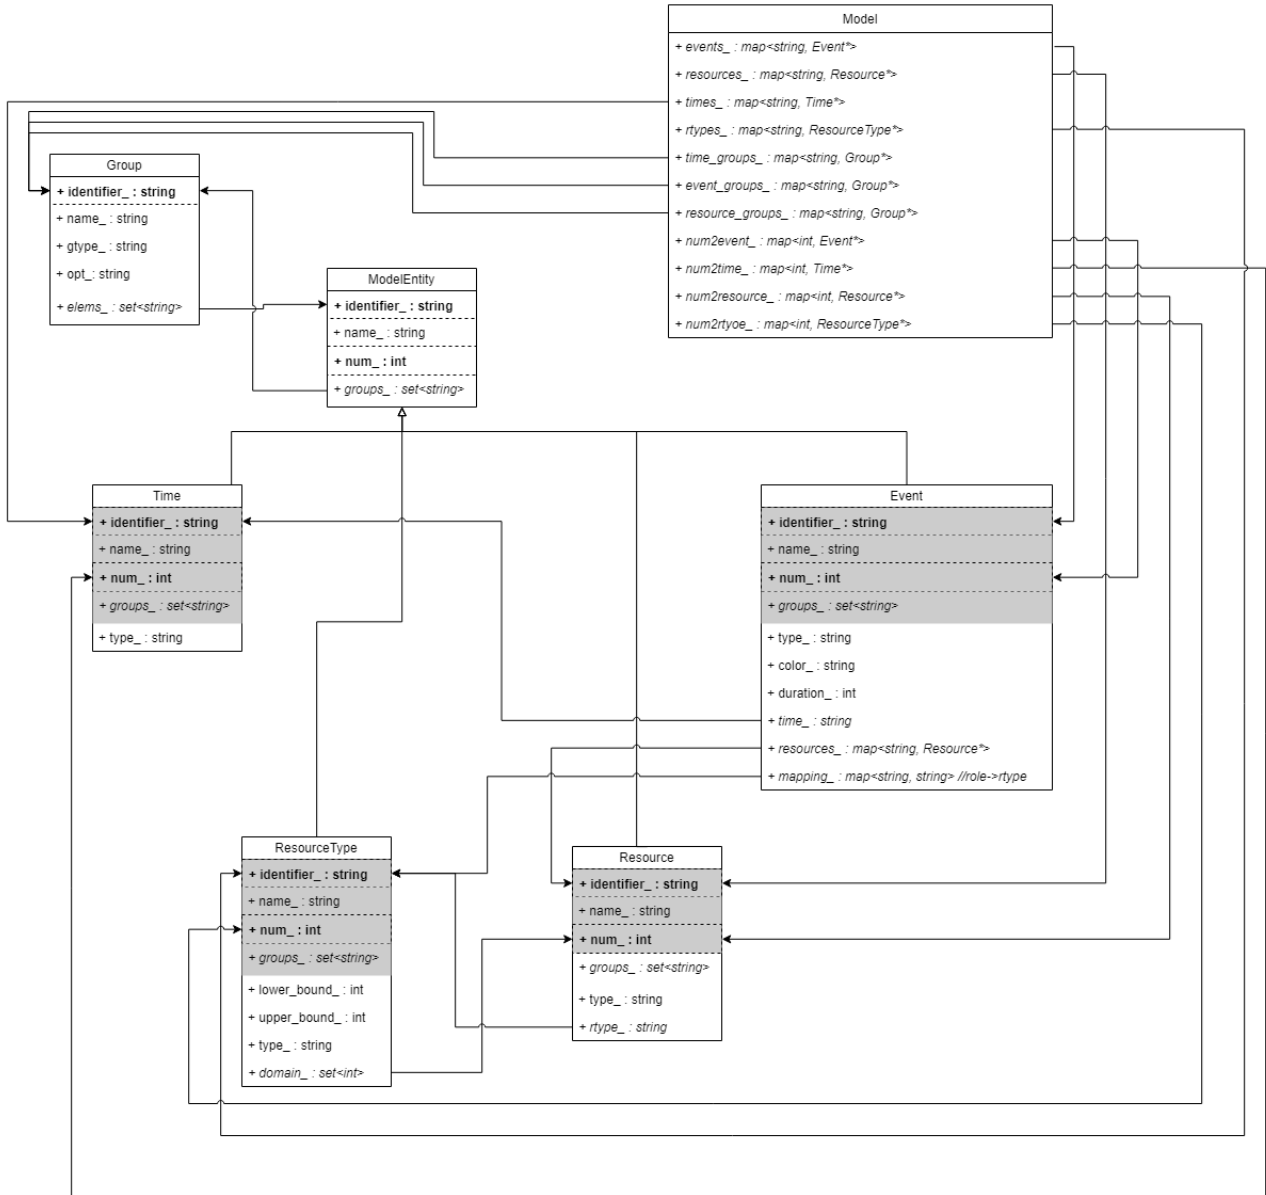 Model
+ events_ : map<string, Event*>
+ resources_ : map<string, Resource*>
+ times_ : map<string, Time*>
+ rtypes_ : map<string, ResourceType*>
+ time_groups_ : map<string, Group*>
+ event_groups_ : map<string, Group*>
+ resource_groups_ : map<string, Group*>
+ num2event_ : map<int, Event*>
+ num2time_ : map<int, Time*>
+ num2resource_ : map<int, Resource*>
+ num2rtyoe_ : map<int, ResourceType*>
Group
+ identifier_ : string
+ name_ : string
+ gtype_ : string
+ opt_: string
+ elems_ : set<string>
ModelEntity
+ identifier_ : string
+ name_ : string
+ num_ : int
+ groups_ : set<string>
Time
+ identifier_ : string
+ name_ : string
+ num_ : int
+ groups_ : set<string>
+ type_ : string
Event
+ identifier_ : string
+ name_ : string
+ num_ : int
+ groups_ : set<string>
+ type_ : string
+ color_ : string
+ duration_ : int
+ time_ : string
+ resources_ : map<string, Resource*>
+ mapping_ : map<string, string> //role->rtype
ResourceType
+ identifier_ : string
+ name_ : string
+ num_ : int
+ groups_ : set<string>
+ lower_bound_ : int
+ upper_bound_ : int
+ type_ : string
+ domain_ : set<int>
Resource
+ identifier_ : string
+ name_ : string
+ num_ : int
+ groups_ : set<string>
+ type_ : string
+ rtype_ : string